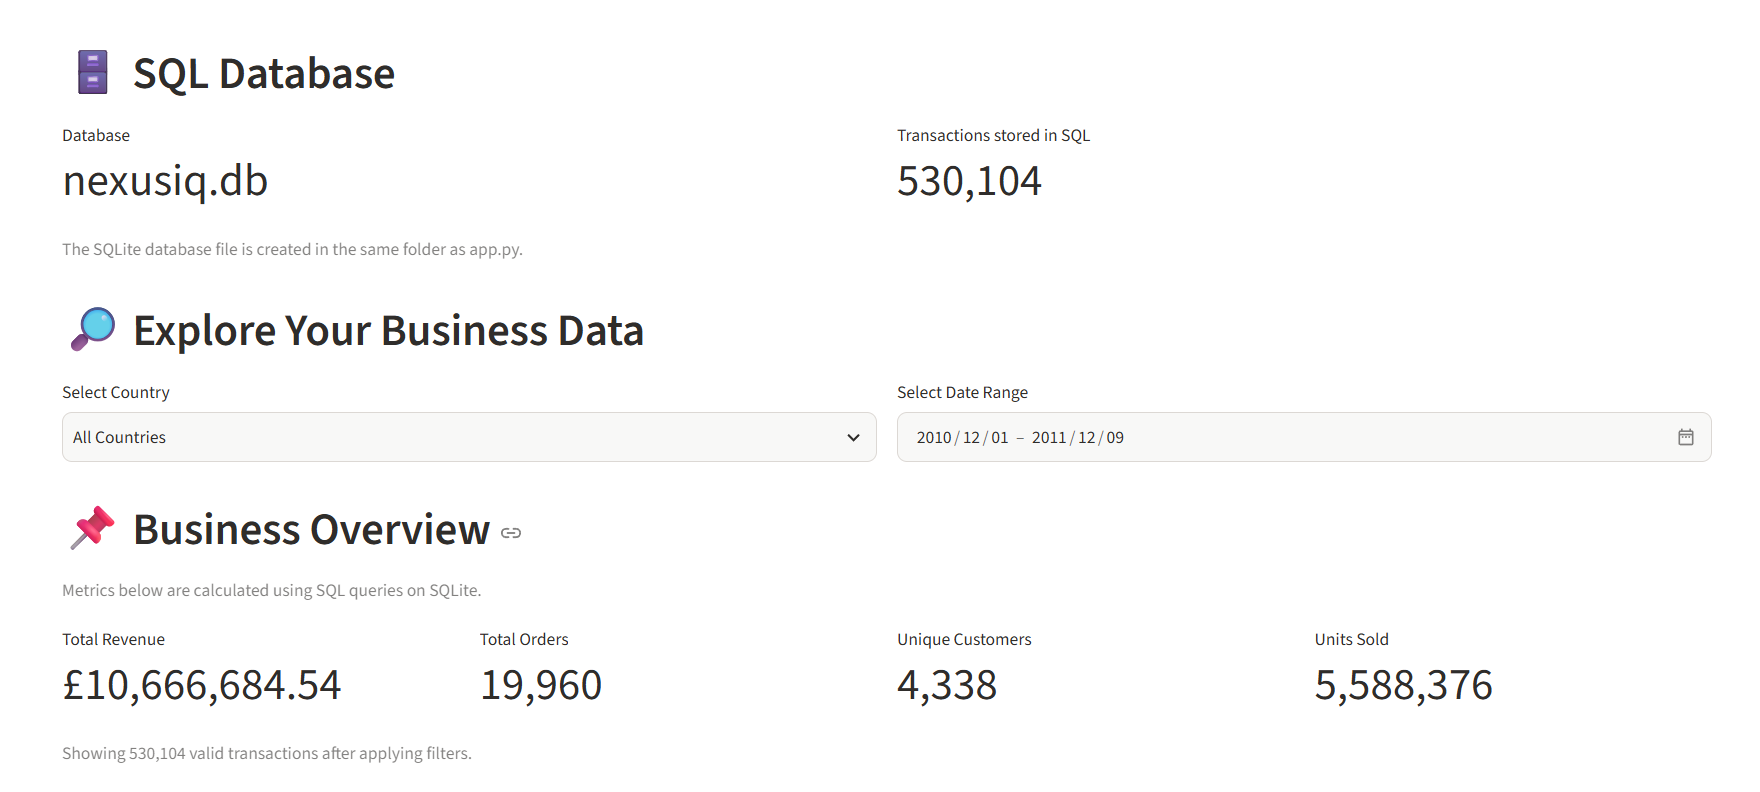 SQL Database
Database
nexusiq.db
Transactions stored in SQL
530,104
The SQLite database file is created in the same folder as app.py.
Explore Your Business Data
Select Country
All Countries
Select Date Range
2010/12/01 – 2011/12/09
Business Overview
Metrics below are calculated using SQL queries on SQLite.
Total Revenue
£10,666,684.54
Total Orders
19,960
Unique Customers
4,338
Units Sold
5,588,376
Showing 530,104 valid transactions after applying filters.